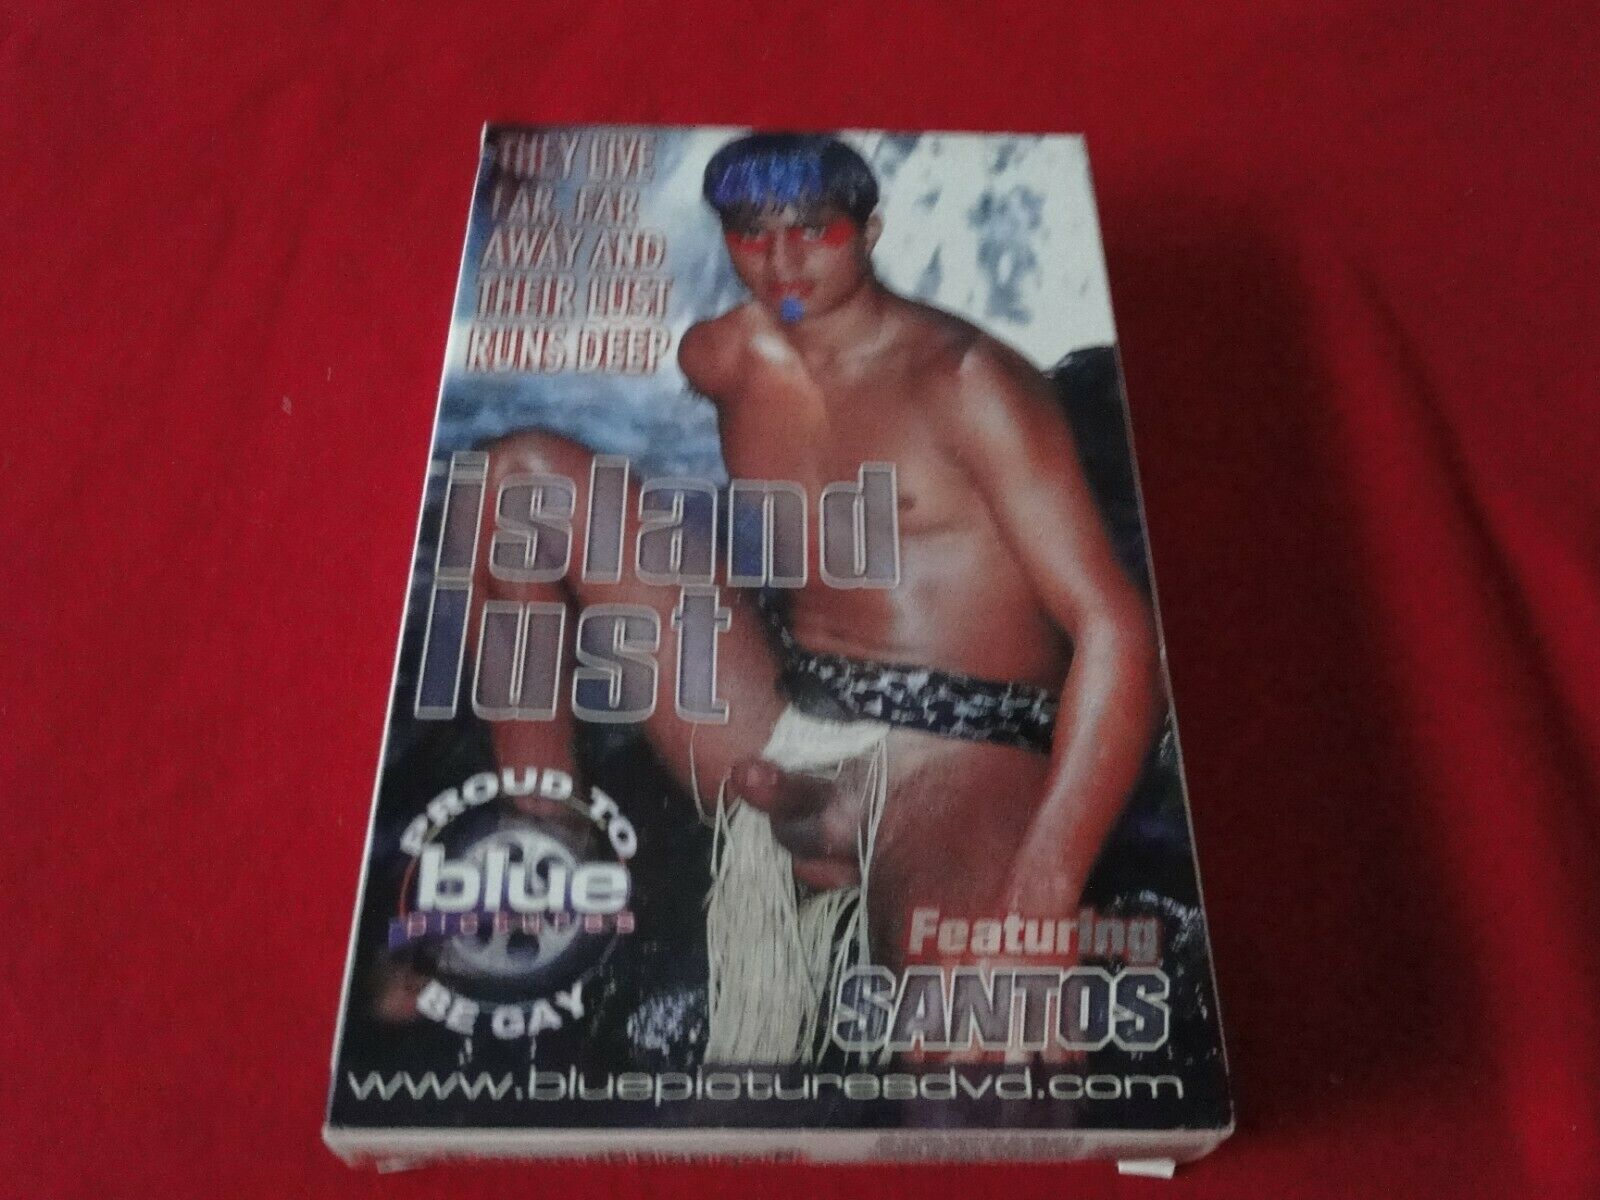 THEY LIVE
FAR, FAR
AWAY AND
THEIR LUST
RUNS DEEP
island
lust
PROUD TO
blue
pictures
BE GAY
Featuring
SANTOS
www.bluepicturesdvd.com